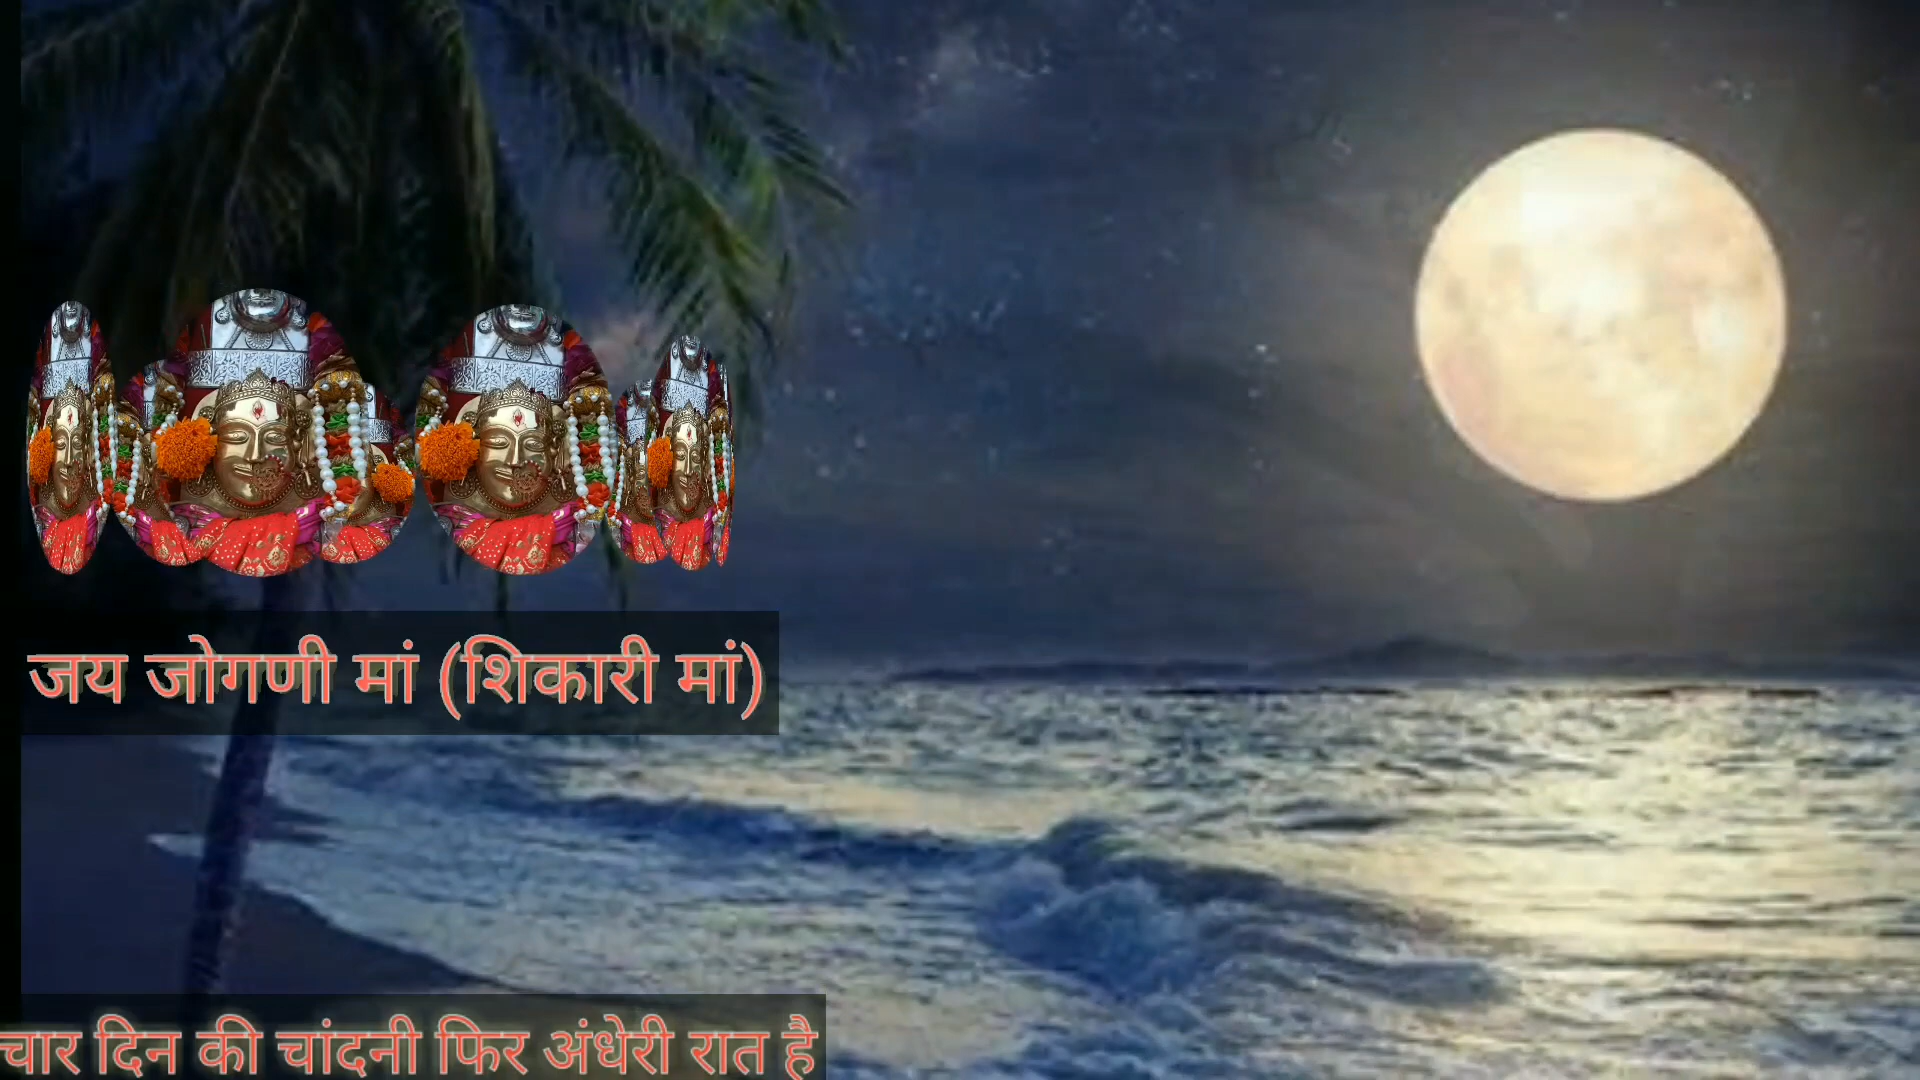 जय जोगणी मां (शिकारी मां)
चार दिन की चांदनी फिर अंधेरी रात है